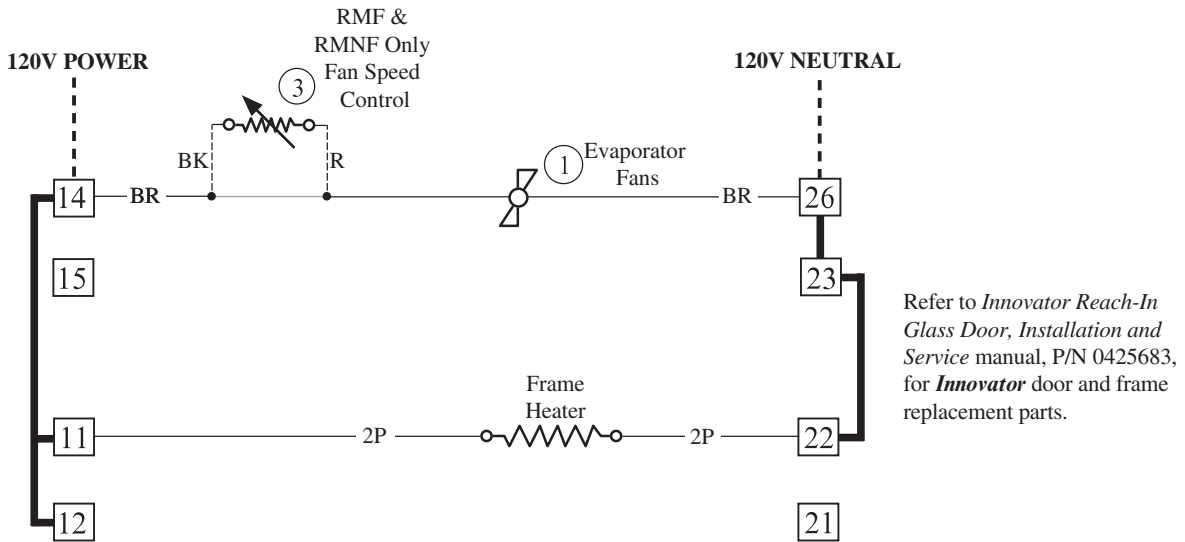 RMF &
RMNF Only
Fan Speed
Control
120V POWER
120V NEUTRAL
3
BK
R
1
Evaporator
Fans
14
BR
BR
26
15
23
Refer to Innovator Reach-In
Glass Door, Installation and
Service manual, P/N 0425683,
for Innovator door and frame
replacement parts.
Frame
Heater
11
2P
2P
22
12
21